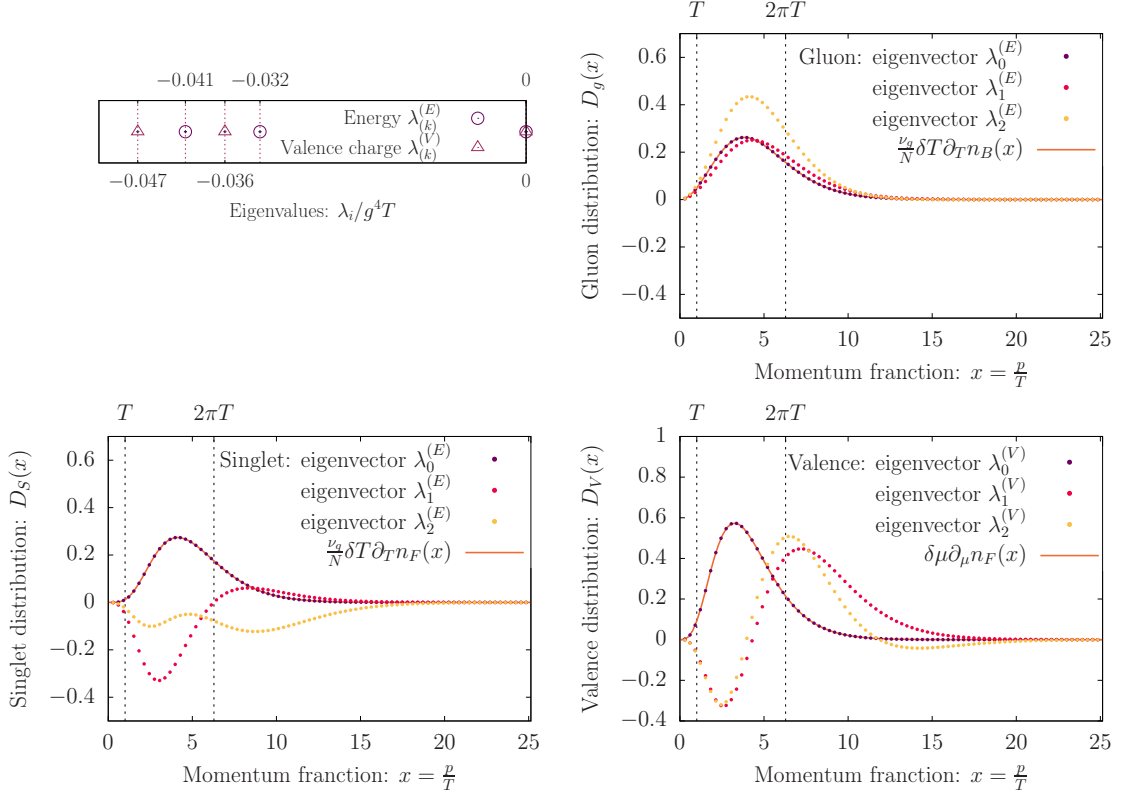 −0.041 −0.032 0
Energy λ_{(k)}^{(E)}
Valence charge λ_{(k)}^{(V)}
−0.047 −0.036 0
Eigenvalues: λ_i/g^4T
T 2πT
Gluon distribution: D_g(x)
0.6
0.4
0.2
0
−0.2
−0.4
Gluon: eigenvector λ_0^{(E)}
eigenvector λ_1^{(E)}
eigenvector λ_2^{(E)}
\frac{ν_g}{N}δT∂_T n_B(x)
0 5 10 15 20 25
Momentum franction: x = \frac{p}{T}
T 2πT
Singlet distribution: D_S(x)
0.6
0.4
0.2
0
−0.2
−0.4
Singlet: eigenvector λ_0^{(E)}
eigenvector λ_1^{(E)}
eigenvector λ_2^{(E)}
\frac{ν_q}{N}δT∂_T n_F(x)
0 5 10 15 20 25
Momentum franction: x = \frac{p}{T}
T 2πT
Valence distribution: D_V(x)
1
0.8
0.6
0.4
0.2
0
−0.2
−0.4
Valence: eigenvector λ_0^{(V)}
eigenvector λ_1^{(V)}
eigenvector λ_2^{(V)}
δμ∂_μ n_F(x)
0 5 10 15 20 25
Momentum franction: x = \frac{p}{T}